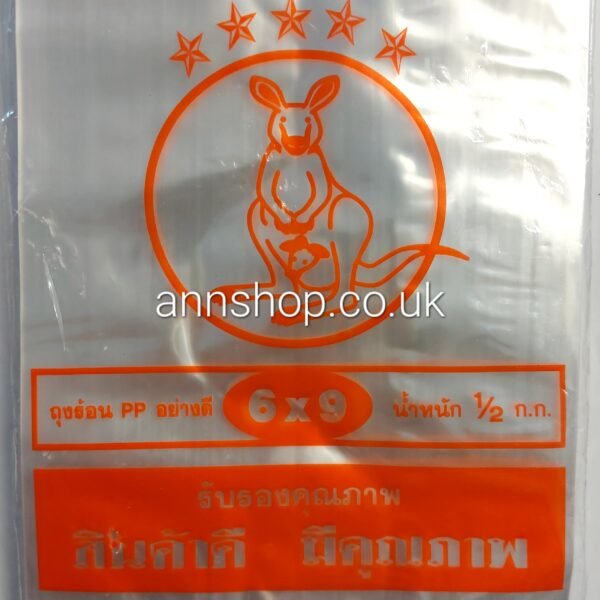 annshop.co.uk
ถุงร้อน PP อย่างดี 6 x 9 น้ำหนัก 1/2 ก.ก.
รับรองคุณภาพ
สินค้าดี มีคุณภาพ